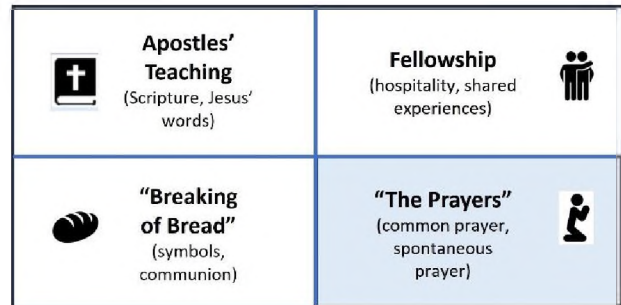 Apostles’
Teaching
(Scripture, Jesus’
words)
Fellowship
(hospitality, shared
experiences)
“Breaking
of Bread”
(symbols,
communion)
“The Prayers”
(common prayer,
spontaneous
prayer)